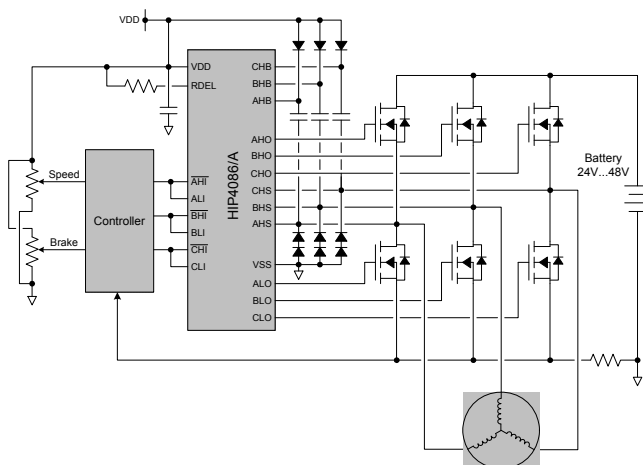 VDD
VDD
RDEL
CHB
BHB
AHB
AHO
BHO
CHO
CHS
BHS
AHS
VSS
ALO
BLO
CLO
HIP4086/A
AHI
ALI
BHI
BLI
CHI
CLI
Speed
Brake
Controller
Battery
24V...48V